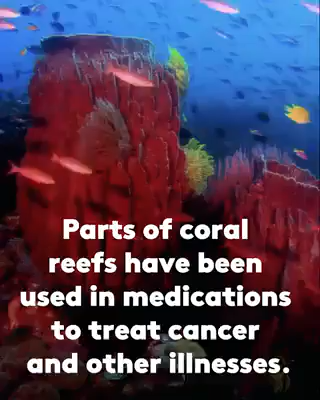 Parts of coral
reefs have been
used in medications
to treat cancer
and other illnesses.